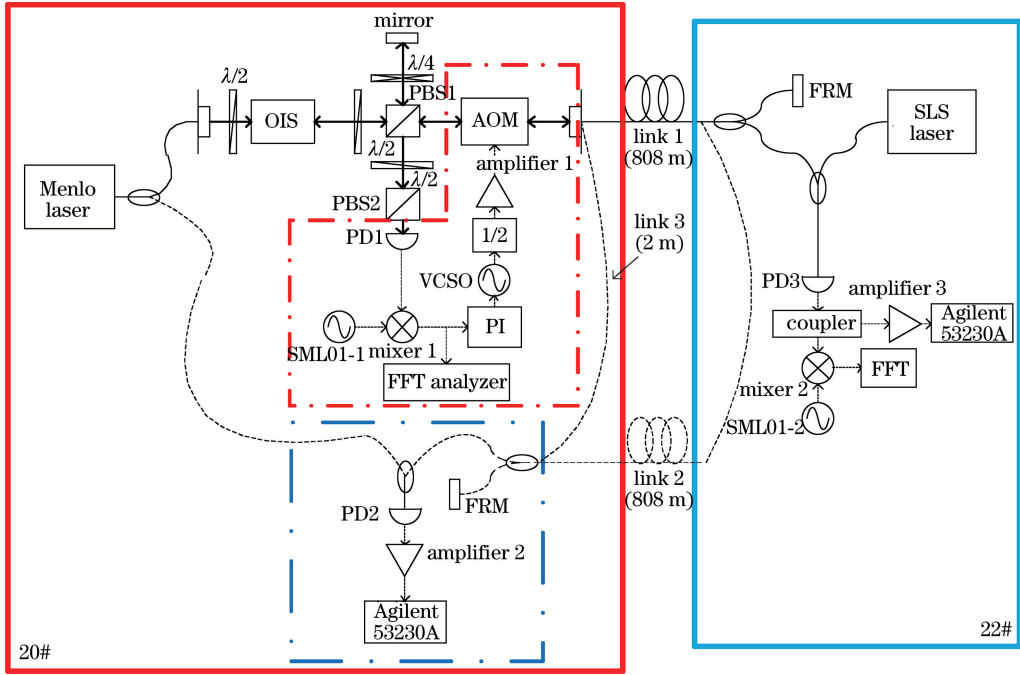 mirror
λ/4
λ/2
PBS1
OIS
AOM
λ/2
amplifier 1
λ/2
PBS2
Menlo
laser
PD1
1/2
VCSO
PI
SML01-1
mixer 1
FFT analyzer
link 1
(808 m)
link 3
(2 m)
FRM
SLS
laser
PD3
amplifier 3
coupler
Agilent
53230A
mixer 2
FFT
SML01-2
link 2
(808 m)
FRM
PD2
amplifier 2
Agilent
53230A
20#
22#